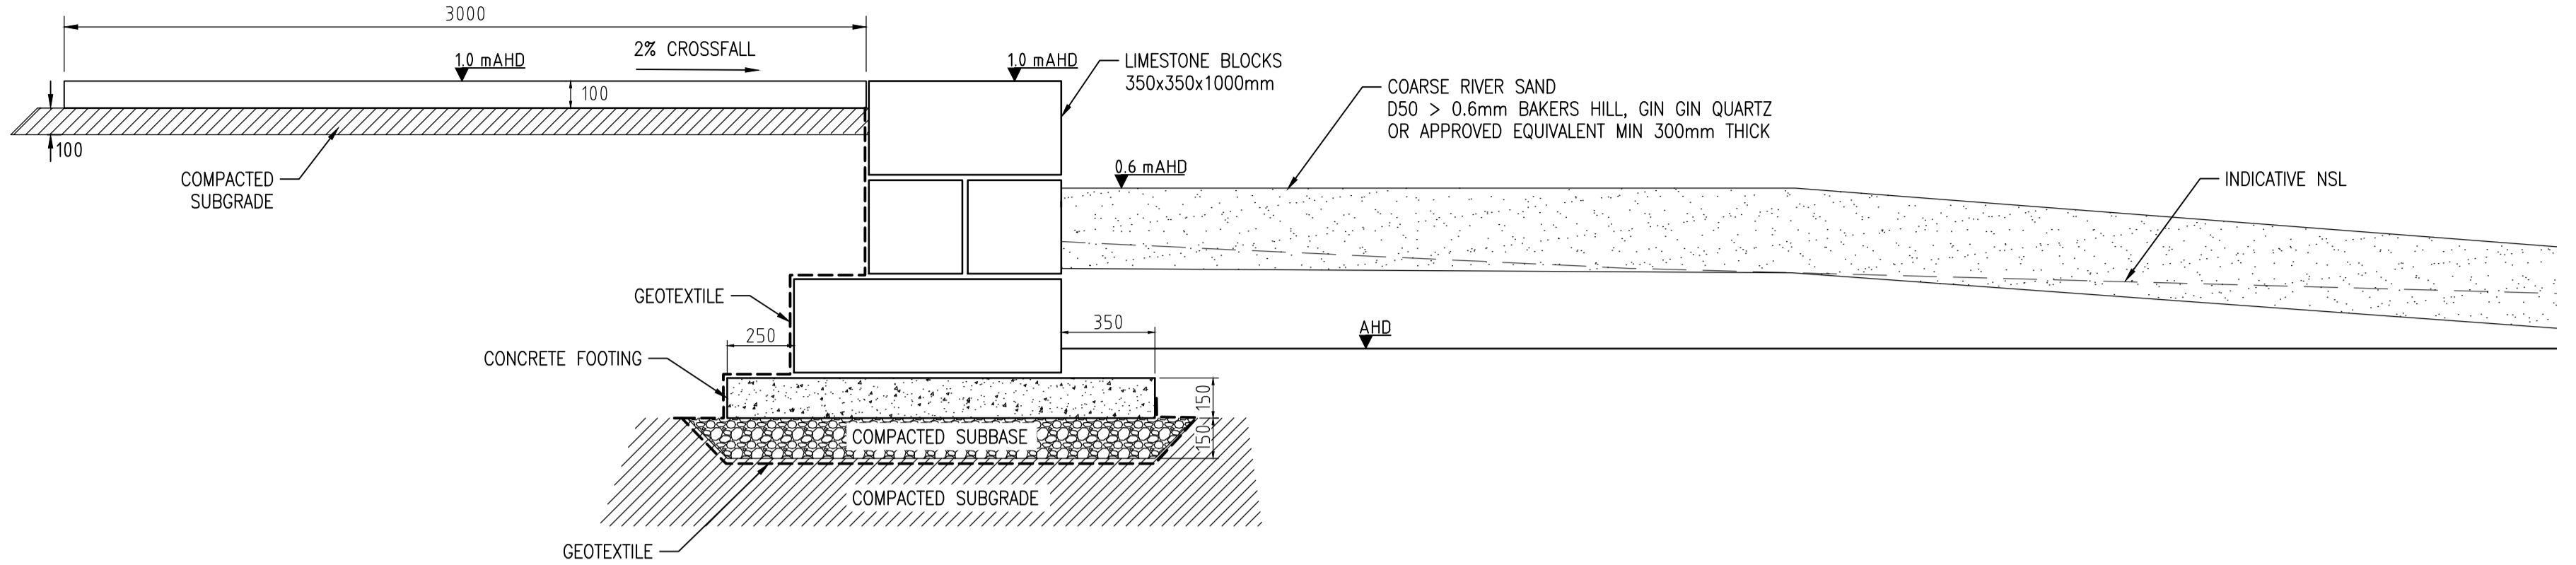 3000
2% CROSSFALL
1.0 mAHD
1.0 mAHD
LIMESTONE BLOCKS
350x350x1000mm
COARSE RIVER SAND
D50 > 0.6mm BAKERS HILL, GIN GIN QUARTZ
OR APPROVED EQUIVALENT MIN 300mm THICK
100
100
COMPACTED
SUBGRADE
0.6 mAHD
INDICATIVE NSL
GEOTEXTILE
250
350
AHD
CONCRETE FOOTING
150
COMPACTED SUBBASE
150
COMPACTED SUBGRADE
GEOTEXTILE